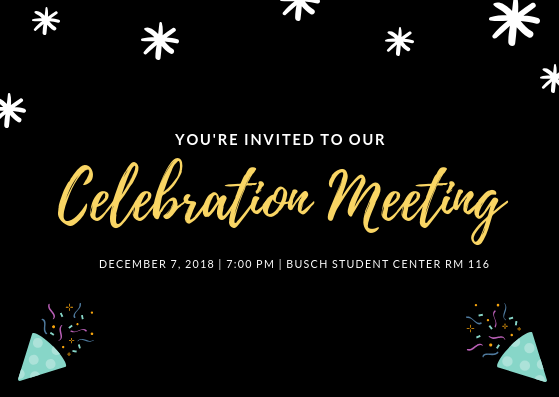 YOU'RE INVITED TO OUR
Celebration Meeting
DECEMBER 7, 2018 | 7:00 PM | BUSCH STUDENT CENTER RM 116